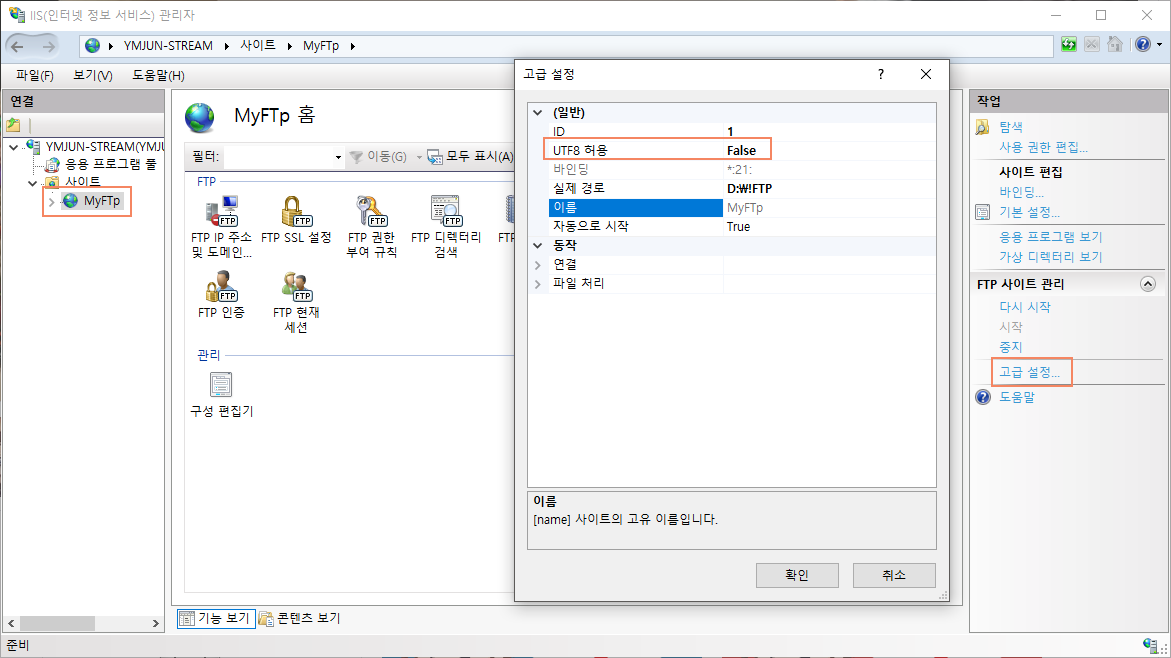 IIS(인터넷 정보 서비스) 관리자
YMJUN-STREAM
사이트
MyFTp
파일(F)
보기(V)
도움말(H)
연결
YMJUN-STREAM(YMJU
응용 프로그램 풀
사이트
MyFTp
MyFTp 홈
필터:
이동(G)
모두 표시(A)
FTP
FTP
FTP IP 주소
및 도메인...
FTP
FTP SSL 설정
FTP
FTP 권한
부여 규칙
FTP
FTP 디렉터리
검색
FTP
FTP
FTP 인증
FTP
FTP 현재
세션
관리
구성 편집기
기능 보기
콘텐츠 보기
준비
고급 설정
?
(일반)
ID 1
UTF8 허용 False
바인딩 *:21:
실제 경로 D:₩!FTP
이름 MyFTp
자동으로 시작 True
동작
연결
파일 처리
이름
[name] 사이트의 고유 이름입니다.
확인
취소
작업
탐색
사용 권한 편집...
사이트 편집
바인딩...
기본 설정...
응용 프로그램 보기
가상 디렉터리 보기
FTP 사이트 관리
다시 시작
시작
중지
고급 설정...
도움말